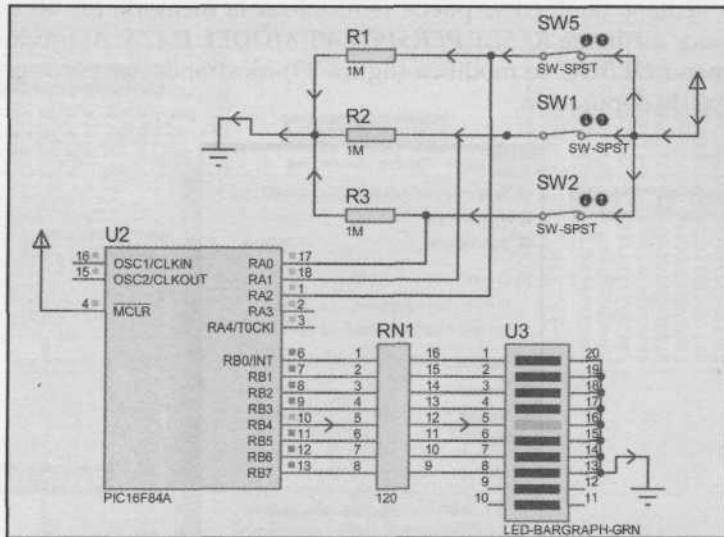 R1
1M
SW5
SW-SPST
R2
1M
SW1
SW-SPST
R3
1M
SW2
SW-SPST
U2
16 OSC1/CLKIN
15 OSC2/CLKOUT
4 MCLR
RA0 17
RA1 18
RA2 1
RA3 2
RA4/T0CKI 3
RB0/INT 6
RB1 7
RB2 8
RB3 9
RB4 10
RB5 11
RB6 12
RB7 13
PIC16F84A
RN1
1 16
2 15
3 14
4 13
5 12
6 11
7 10
8 9
120
U3
1 20
2 19
3 18
4 17
5 16
6 15
7 14
8 13
9 12
10 11
LED-BARGRAPH-GRN